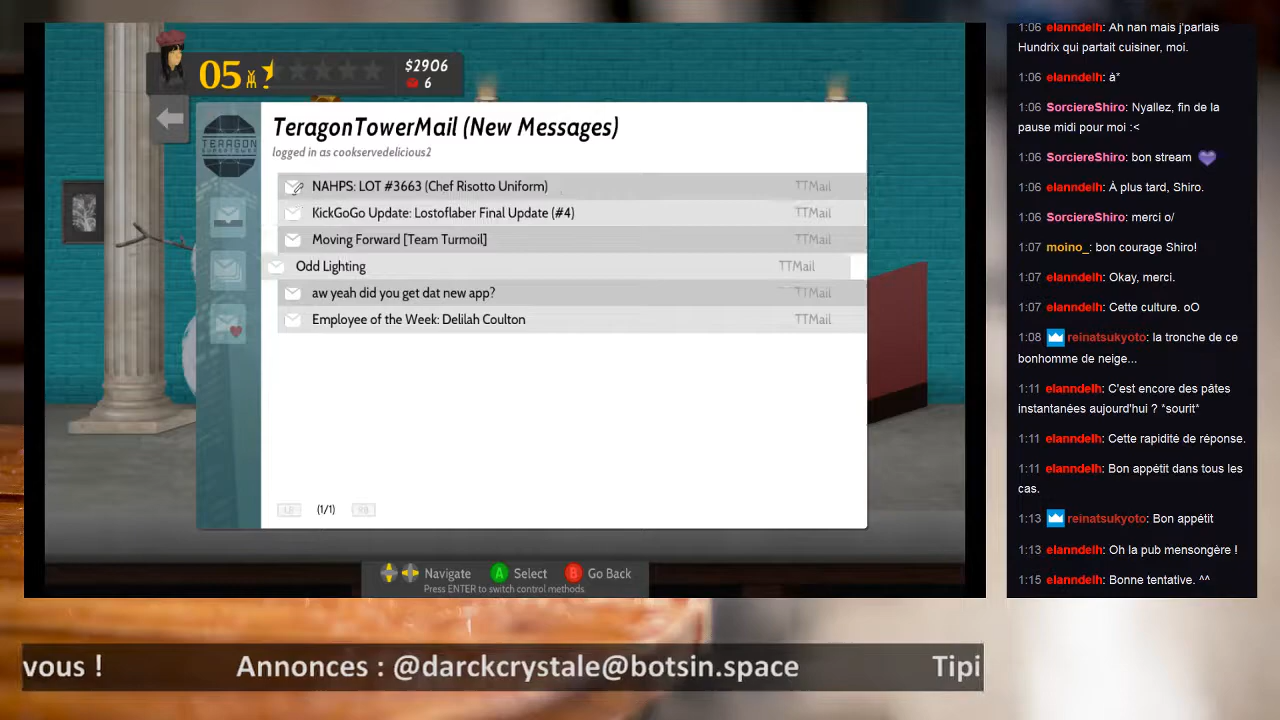 05
$2906
6
TERAGON
TeragonTowerMail (New Messages)
logged in as cookservedelicious2
NAHPS: LOT #3663 (Chef Risotto Uniform) TTMail
KickGoGo Update: Lostoflaber Final Update (#4) TTMail
Moving Forward [Team Turmoil] TTMail
Odd Lighting TTMail
aw yeah did you get dat new app? TTMail
Employee of the Week: Delilah Coulton TTMail
LB (1/1) RB
Navigate A Select B Go Back
Press ENTER to switch control methods.
1:06 elanndelh: Ah nan mais j'parlais
Hundrix qui partait cuisiner, moi.
1:06 elanndelh: à*
1:06 SorciereShiro: Nyallez, fin de la
pause midi pour moi :<
1:06 SorciereShiro: bon stream
1:06 elanndelh: À plus tard, Shiro.
1:06 SorciereShiro: merci o/
1:07 moino_: bon courage Shiro!
1:07 elanndelh: Okay, merci.
1:07 elanndelh: Cette culture. oO
1:08 reinatsukyoto: la tronche de ce
bonhomme de neige...
1:11 elanndelh: C'est encore des pâtes
instantanées aujourd'hui ? *sourit*
1:11 elanndelh: Cette rapidité de réponse.
1:11 elanndelh: Bon appétit dans tous les
cas.
1:13 reinatsukyoto: Bon appétit
1:13 elanndelh: Oh la pub mensongère !
1:15 elanndelh: Bonne tentative. ^^
vous ! Annonces : @darckcrystale@botsin.space Tipi